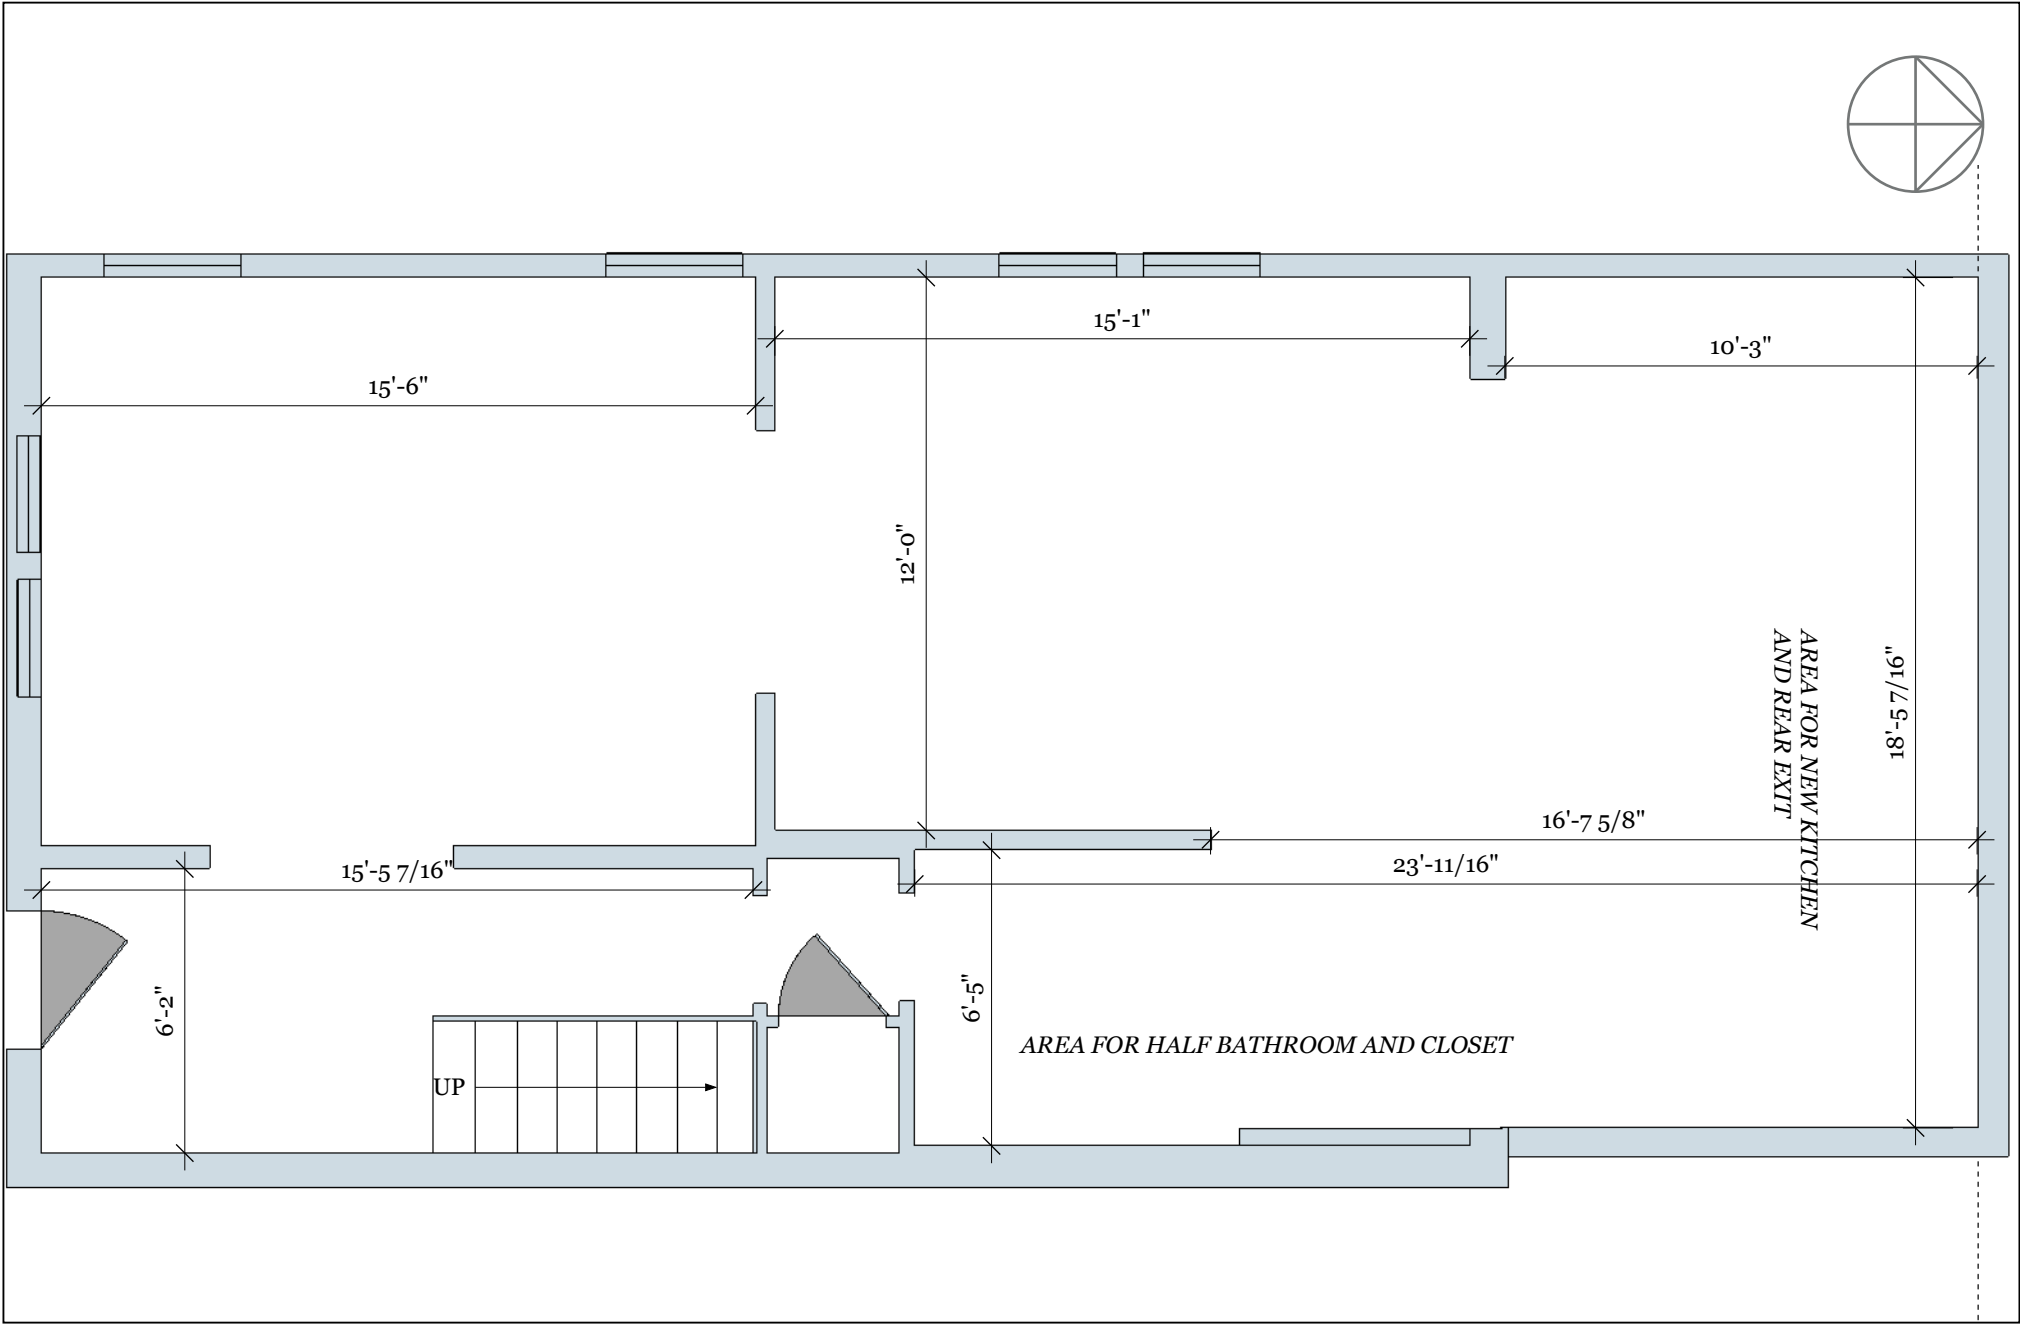 15'-1"
10'-3"
15'-6"
12'-0"
AREA FOR NEW KITCHEN
AND REAR EXIT
18'-5 7/16"
16'-7 5/8"
15'-5 7/16"
23'-11/16"
6'-2"
6'-5"
AREA FOR HALF BATHROOM AND CLOSET
UP